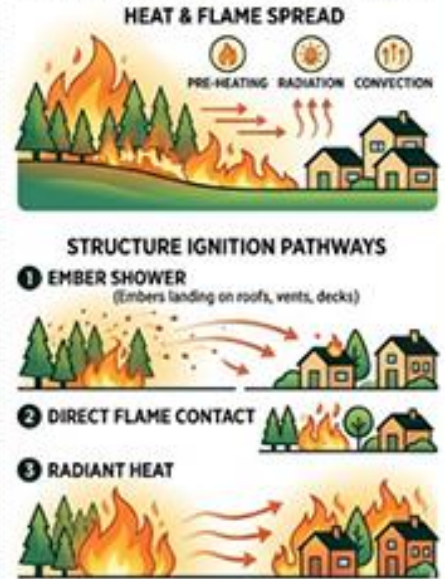 HEAT & FLAME SPREAD
PRE-HEATING RADIATION CONVECTION
STRUCTURE IGNITION PATHWAYS
1 EMBER SHOWER
(Embers landing on roofs, vents, decks)
2 DIRECT FLAME CONTACT
3 RADIANT HEAT